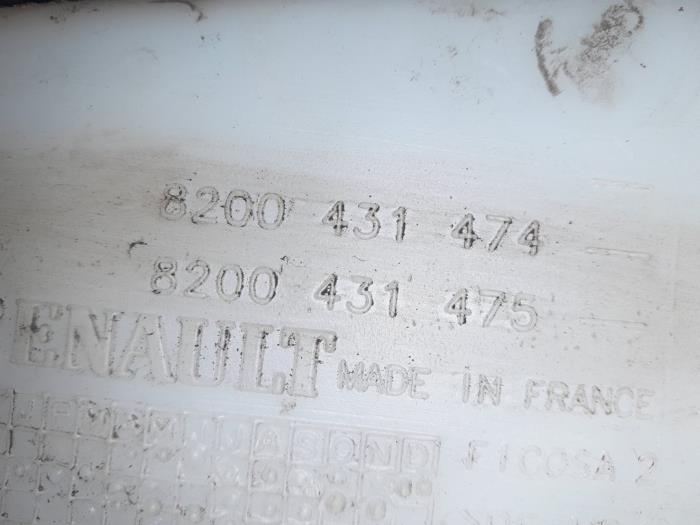 8200 431 474
8200 431 475
RENAULT MADE IN FRANCE
J F M A M J J A S O N D FICOSA 2